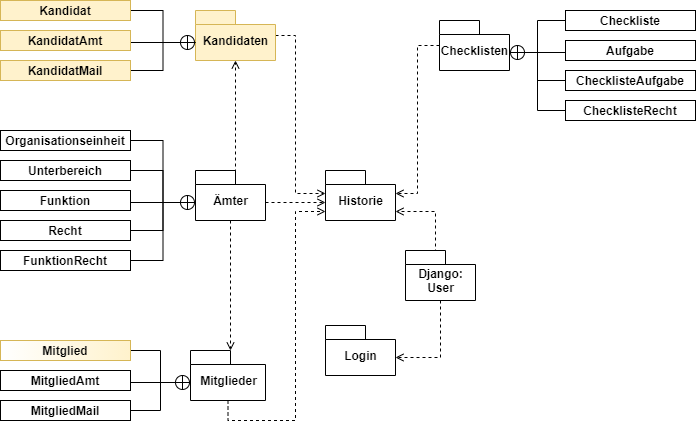 Kandidat
KandidatAmt
KandidatMail
Kandidaten
Checklisten
Checkliste
Aufgabe
ChecklisteAufgabe
ChecklisteRecht
Organisationseinheit
Unterbereich
Funktion
Recht
FunktionRecht
Ämter
Historie
Django:
User
Login
Mitglied
MitgliedAmt
MitgliedMail
Mitglieder